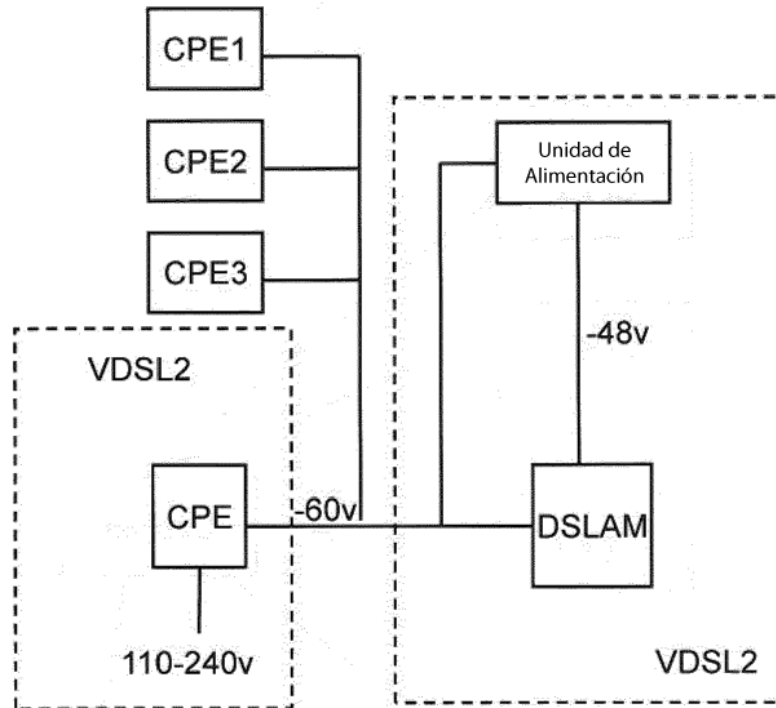 CPE1
CPE2
CPE3
Unidad de
Alimentación
-48v
VDSL2
CPE
-60v
DSLAM
110-240v
VDSL2